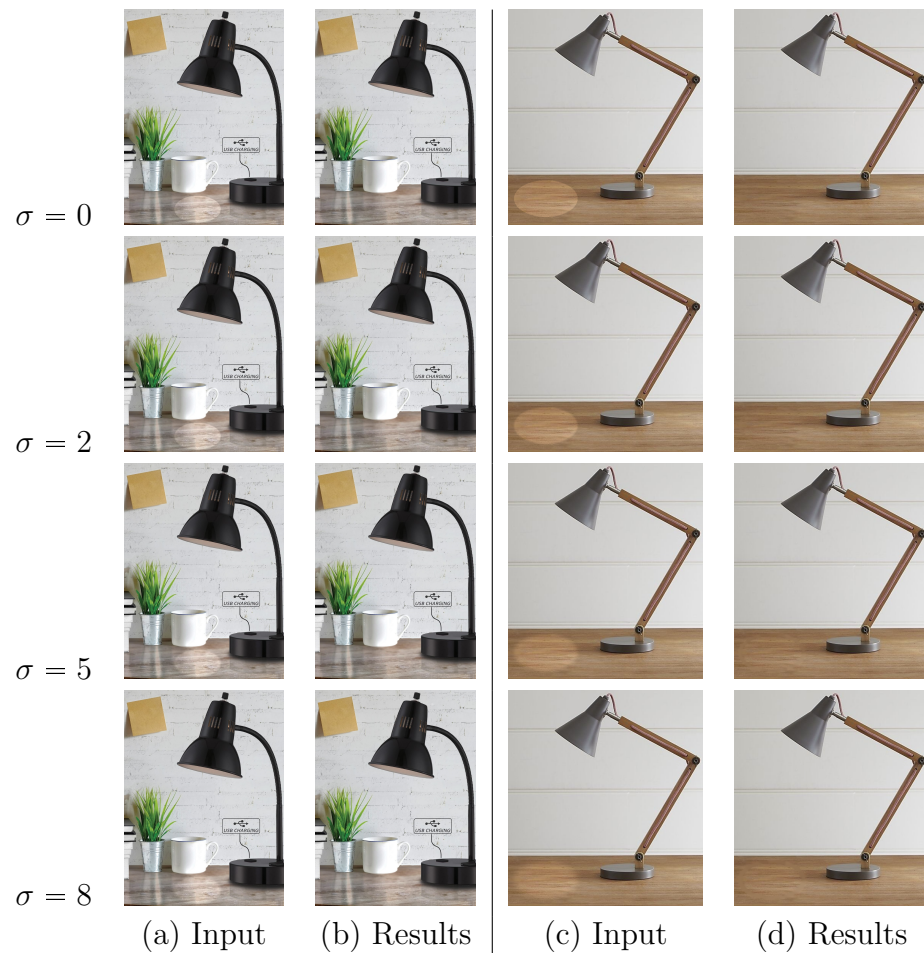 USB CHARGING
USB CHARGING
σ = 0
USB CHARGING
USB CHARGING
σ = 2
USB CHARGING
USB CHARGING
σ = 5
USB CHARGING
USB CHARGING
σ = 8
(a) Input (b) Results (c) Input (d) Results